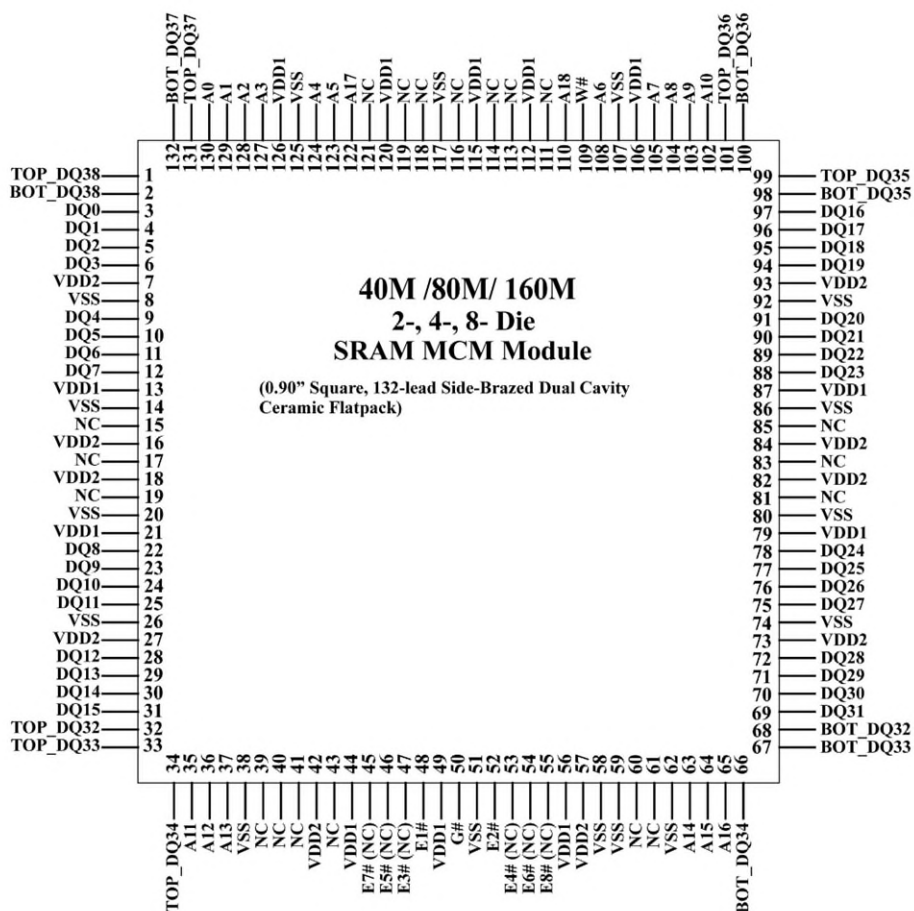 BOT_DQ37 TOP_DQ37 A0 A1 A2 A3 VDD1 VSS A4 A5 A17 NC VDD1 NC NC VSS NC VDD1 NC NC VDD1 NC A18 W# A6 VSS VDD1 A7 A8 A9 A10 TOP_DQ36 BOT_DQ36
132 131 130 129 128 127 126 125 124 123 122 121 120 119 118 117 116 115 114 113 112 111 110 109 108 107 106 105 104 103 102 101 100
TOP_DQ38 1 99 TOP_DQ35
BOT_DQ38 2 98 BOT_DQ35
DQ0 3 97 DQ16
DQ1 4 96 DQ17
DQ2 5 95 DQ18
DQ3 6 94 DQ19
VDD2 7 93 VDD2
VSS 8 92 VSS
DQ4 9 91 DQ20
DQ5 10 90 DQ21
DQ6 11 89 DQ22
DQ7 12 88 DQ23
VDD1 13 87 VDD1
VSS 14 86 VSS
NC 15 85 NC
VDD2 16 84 VDD2
NC 17 83 NC
VDD2 18 82 VDD2
NC 19 81 NC
VSS 20 80 VSS
VDD1 21 79 VDD1
DQ8 22 78 DQ24
DQ9 23 77 DQ25
DQ10 24 76 DQ26
DQ11 25 75 DQ27
VSS 26 74 VSS
VDD2 27 73 VDD2
DQ12 28 72 DQ28
DQ13 29 71 DQ29
DQ14 30 70 DQ30
DQ15 31 69 DQ31
TOP_DQ32 32 68 BOT_DQ32
TOP_DQ33 33 67 BOT_DQ33
40M /80M/ 160M
2-, 4-, 8- Die
SRAM MCM Module
(0.90” Square, 132-lead Side-Brazed Dual Cavity
Ceramic Flatpack)
34 35 36 37 38 39 40 41 42 43 44 45 46 47 48 49 50 51 52 53 54 55 56 57 58 59 60 61 62 63 64 65 66
TOP_DQ34 A11 A12 A13 VSS NC NC NC VDD2 NC VDD1 E7# (NC) E5# (NC) E3# (NC) E1# VDD1 G# VSS E2# E4# (NC) E6# (NC) E8# (NC) VDD1 VDD2 VSS VSS NC NC VSS A14 A15 A16 BOT_DQ34